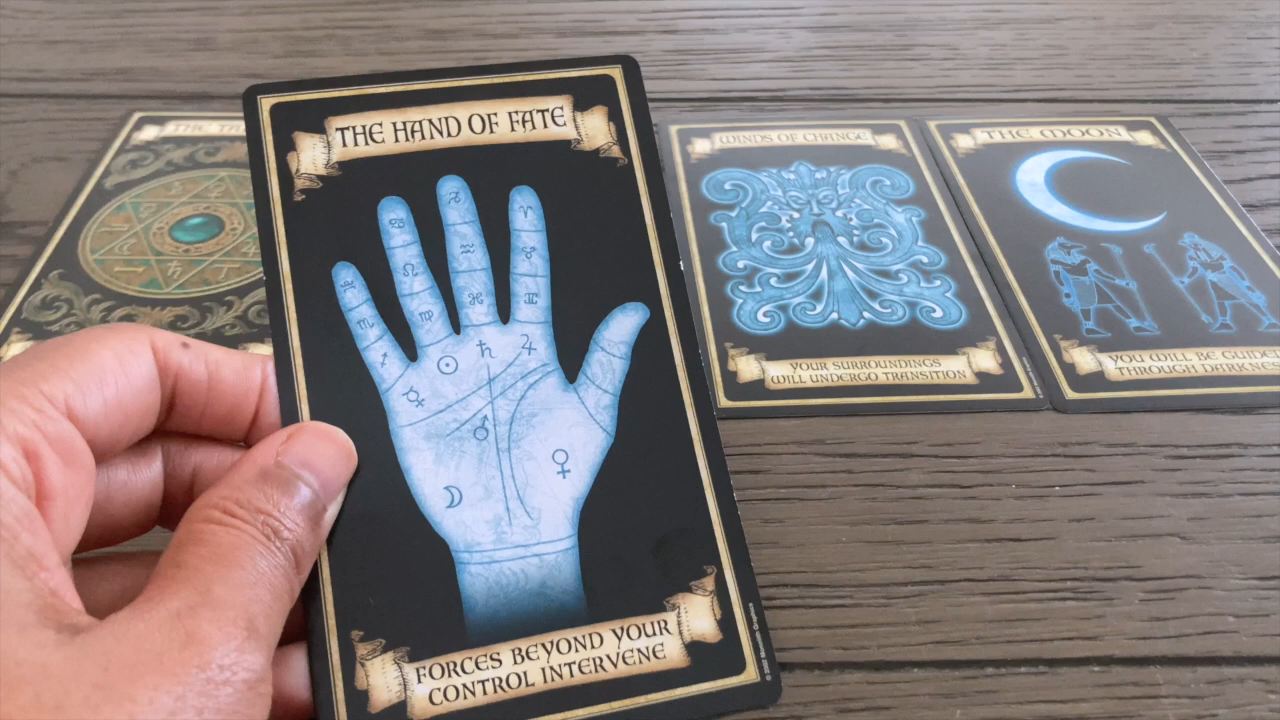 THE HAND OF FATE
FORCES BEYOND YOUR
CONTROL INTERVENE
WINDS OF CHANGE
YOUR SURROUNDINGS
WILL UNDERGO TRANSITION
THE MOON
YOU WILL BE GUIDED
THROUGH DARKNESS
THE